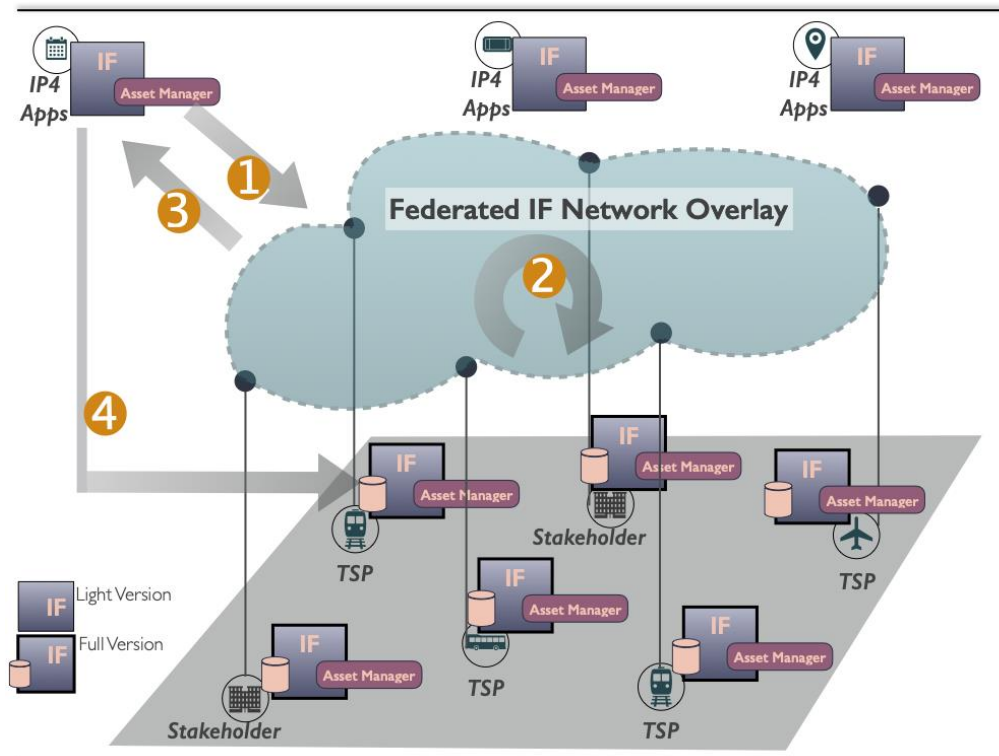 IF
Asset Manager
IP4
Apps
IF
Asset Manager
IP4
Apps
IF
Asset Manager
IP4
Apps
1
3
Federated IF Network Overlay
2
4
IF
Asset Manager
TSP
IF
Asset Manager
Stakeholder
IF
Asset Manager
TSP
IF
Asset Manager
TSP
IF
Asset Manager
Stakeholder
IF
Asset Manager
TSP
IF Light Version
IF Full Version